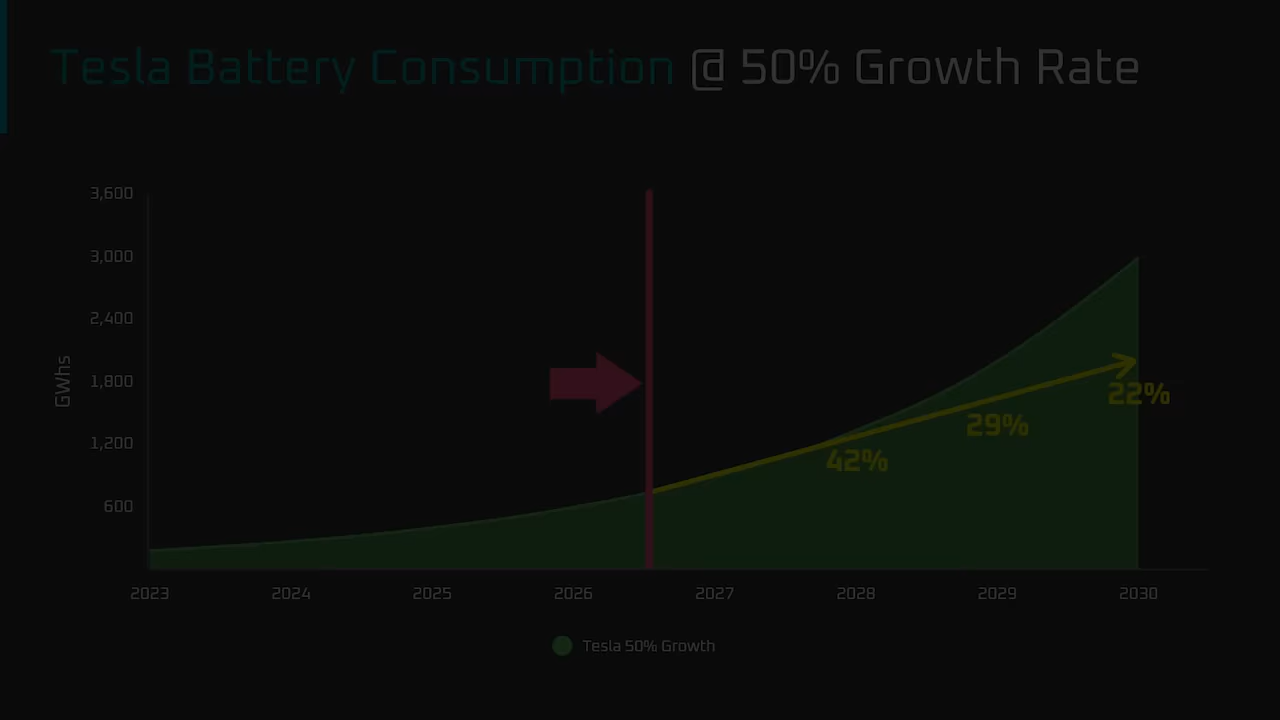 Tesla Battery Consumption @ 50% Growth Rate
3,600
3,000
2,400
1,800
1,200
600
GWhs
42%
29%
22%
2023 2024 2025 2026 2027 2028 2029 2030
Tesla 50% Growth